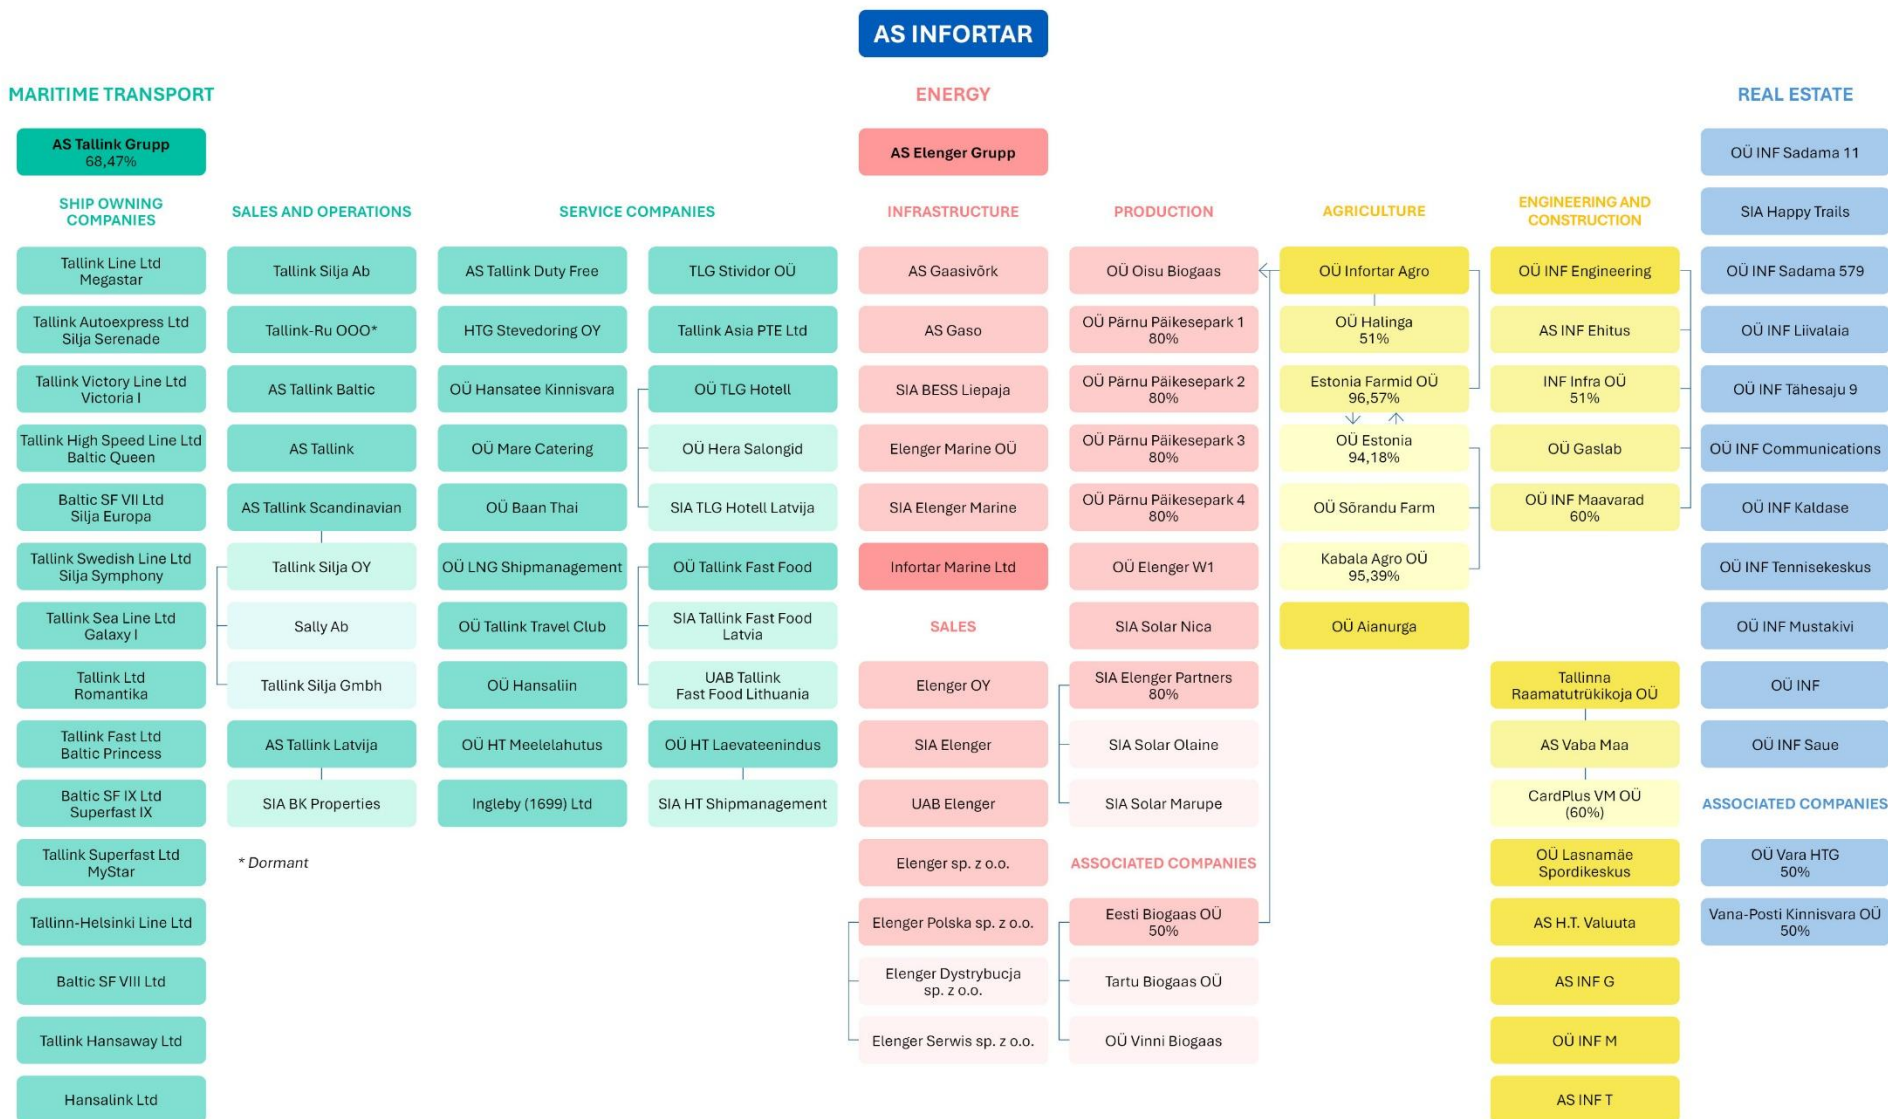 AS INFORTAR
MARITIME TRANSPORT
AS Tallink Grupp
68,47%
SHIP OWNING
COMPANIES
Tallink Line Ltd
Megastar
Tallink Autoexpress Ltd
Silja Serenade
Tallink Victory Line Ltd
Victoria I
Tallink High Speed Line Ltd
Baltic Queen
Baltic SF VII Ltd
Silja Europa
Tallink Swedish Line Ltd
Silja Symphony
Tallink Sea Line Ltd
Galaxy I
Tallink Ltd
Romantika
Tallink Fast Ltd
Baltic Princess
Baltic SF IX Ltd
Superfast IX
Tallink Superfast Ltd
MyStar
Tallinn-Helsinki Line Ltd
Baltic SF VIII Ltd
Tallink Hansaway Ltd
Hansalink Ltd
SALES AND OPERATIONS
Tallink Silja Ab
Tallink-Ru OOO*
AS Tallink Baltic
AS Tallink
AS Tallink Scandinavian
Tallink Silja OY
Sally Ab
Tallink Silja Gmbh
AS Tallink Latvija
SIA BK Properties
* Dormant
SERVICE COMPANIES
AS Tallink Duty Free
HTG Stevedoring OY
OÜ Hansatee Kinnisvara
OÜ Mare Catering
OÜ Baan Thai
OÜ LNG Shipmanagement
OÜ Tallink Travel Club
OÜ Hansaliin
OÜ HT Meelelahutus
Ingleby (1699) Ltd
TLG Stividor OÜ
Tallink Asia PTE Ltd
OÜ TLG Hotell
OÜ Hera Salongid
SIA TLG Hotell Latvija
OÜ Tallink Fast Food
SIA Tallink Fast Food
Latvia
UAB Tallink
Fast Food Lithuania
OÜ HT Laevateenindus
SIA HT Shipmanagement
ENERGY
AS Elenger Grupp
INFRASTRUCTURE
AS Gaasivõrk
AS Gaso
SIA BESS Liepaja
Elenger Marine OÜ
SIA Elenger Marine
Infortar Marine Ltd
SALES
Elenger OY
SIA Elenger
UAB Elenger
Elenger sp. z o.o.
Elenger Polska sp. z o.o.
Elenger Dystrybucja
sp. z o.o.
Elenger Serwis sp. z o.o.
PRODUCTION
OÜ Oisu Biogaas
OÜ Pärnu Päikesepark 1
80%
OÜ Pärnu Päikesepark 2
80%
OÜ Pärnu Päikesepark 3
80%
OÜ Pärnu Päikesepark 4
80%
OÜ Elenger W1
SIA Solar Nica
SIA Elenger Partners
80%
SIA Solar Olaine
SIA Solar Marupe
ASSOCIATED COMPANIES
Eesti Biogaas OÜ
50%
Tartu Biogaas OÜ
OÜ Vinni Biogaas
AGRICULTURE
OÜ Infortar Agro
OÜ Halinga
51%
Estonia Farmid OÜ
96,57%
OÜ Estonia
94,18%
OÜ Sõrandu Farm
Kabala Agro OÜ
95,39%
OÜ Aianurga
ENGINEERING AND
CONSTRUCTION
OÜ INF Engineering
AS INF Ehitus
INF Infra OÜ
51%
OÜ Gaslab
OÜ INF Maavarad
60%
Tallinna
Raamatutrükikoja OÜ
AS Vaba Maa
CardPlus VM OÜ
(60%)
OÜ Lasnamäe
Spordikeskus
AS H.T. Valuuta
AS INF G
OÜ INF M
AS INF T
REAL ESTATE
OÜ INF Sadama 11
SIA Happy Trails
OÜ INF Sadama 579
OÜ INF Liivalaia
OÜ INF Tähesaju 9
OÜ INF Communications
OÜ INF Kaldase
OÜ INF Tennisekeskus
OÜ INF Mustakivi
OÜ INF
OÜ INF Saue
ASSOCIATED COMPANIES
OÜ Vara HTG
50%
Vana-Posti Kinnisvara OÜ
50%